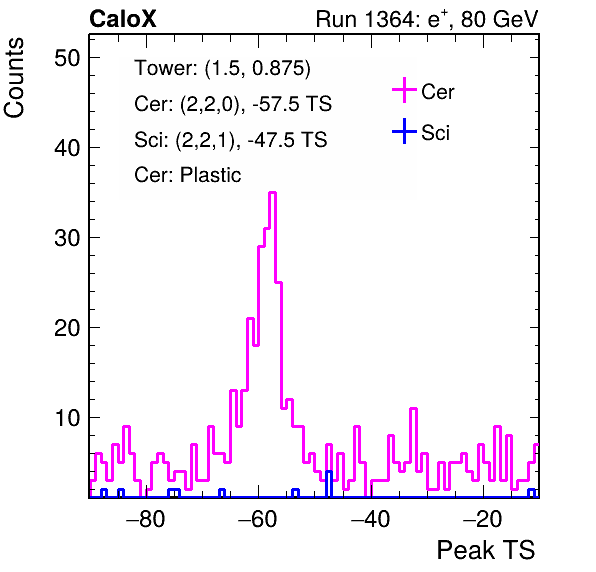 CaloX Run 1364: e⁺, 80 GeV
Counts
Tower: (1.5, 0.875)
Cer: (2,2,0), -57.5 TS
Sci: (2,2,1), -47.5 TS
Cer: Plastic
Cer
Sci
50
40
30
20
10
−80 −60 −40 −20
Peak TS